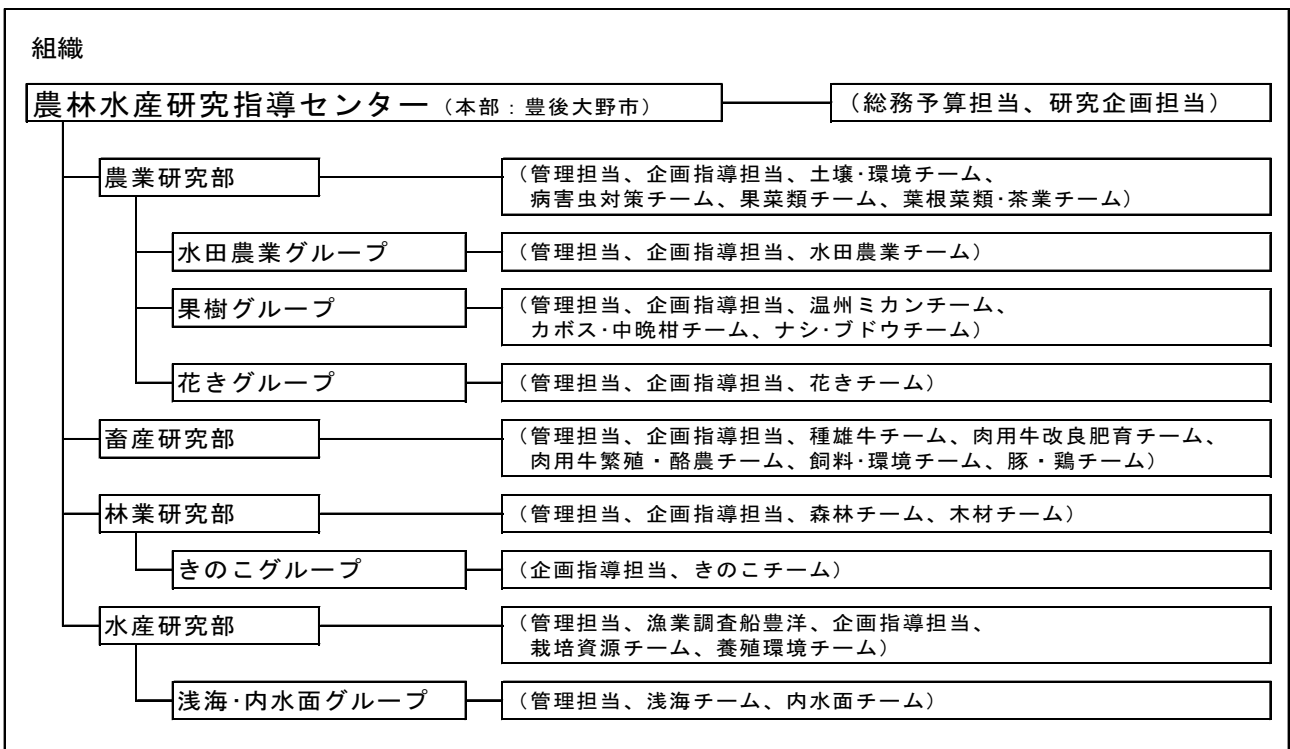 組織
農林水産研究指導センター（本部：豊後大野市）
（総務予算担当、研究企画担当）
農業研究部
（管理担当、企画指導担当、土壌･環境チーム、
病害虫対策チーム、果菜類チーム、葉根菜類･茶業チーム）
水田農業グループ
（管理担当、企画指導担当、水田農業チーム）
果樹グループ
（管理担当、企画指導担当、温州ミカンチーム、
カボス･中晩柑チーム、ナシ･ブドウチーム）
花きグループ
（管理担当、企画指導担当、花きチーム）
畜産研究部
（管理担当、企画指導担当、種雄牛チーム、肉用牛改良肥育チーム、
肉用牛繁殖・酪農チーム、飼料･環境チーム、豚・鶏チーム）
林業研究部
（管理担当、企画指導担当、森林チーム、木材チーム）
きのこグループ
（企画指導担当、きのこチーム）
水産研究部
（管理担当、漁業調査船豊洋、企画指導担当、
栽培資源チーム、養殖環境チーム）
浅海･内水面グループ
（管理担当、浅海チーム、内水面チーム）